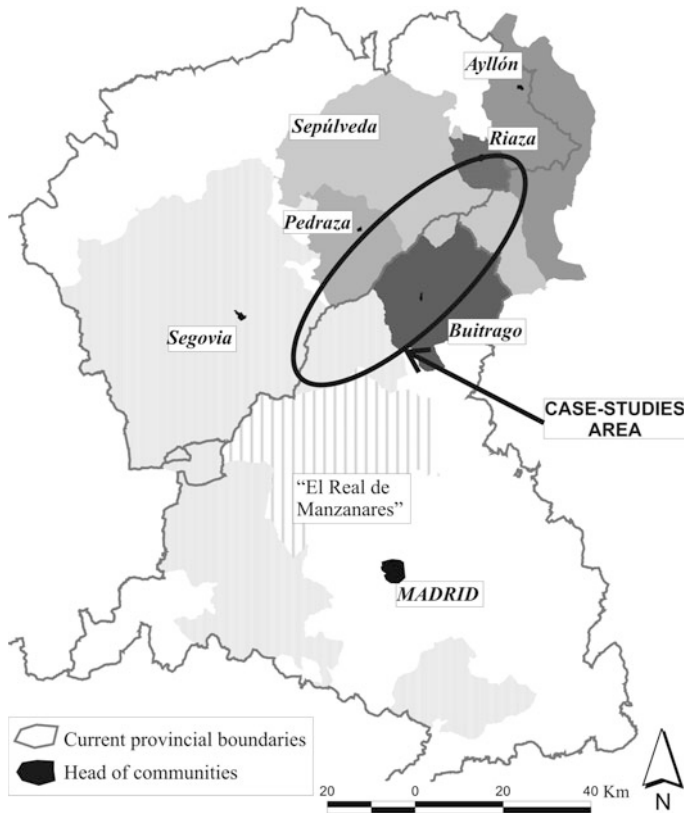 Ayllón
Sepúlveda
Riaza
Pedraza
Segovia
Buitrago
CASE-STUDIES
AREA
“El Real de
Manzanares”
MADRID
Current provincial boundaries
Head of communities
20 0 20 40 Km
N